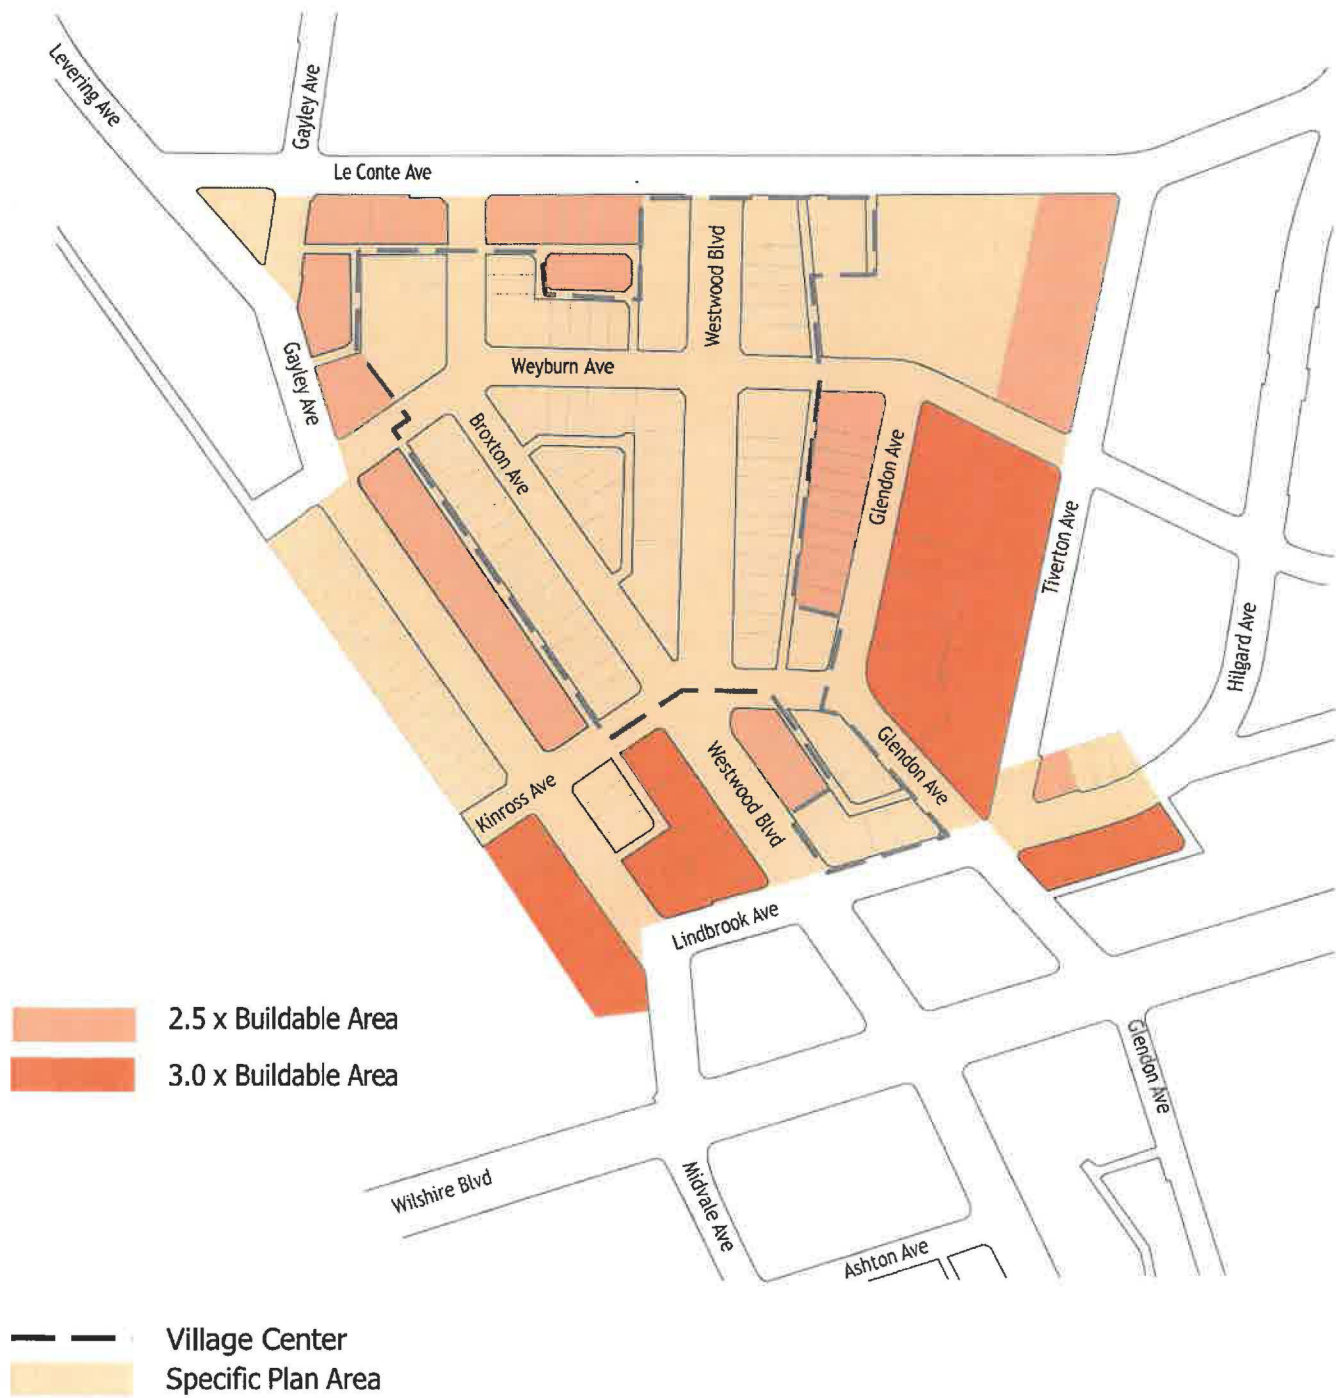 Levering Ave
Gayley Ave
Le Conte Ave
Westwood Blvd
Gayley Ave
Weyburn Ave
Broxton Ave
Glendon Ave
Tiverton Ave
Hilgard Ave
Glendon Ave
Westwood Blvd
Kinross Ave
Lindbrook Ave
2.5 x Buildable Area
3.0 x Buildable Area
Glendon Ave
Wilshire Blvd
Midvale Ave
Ashton Ave
Village Center
Specific Plan Area